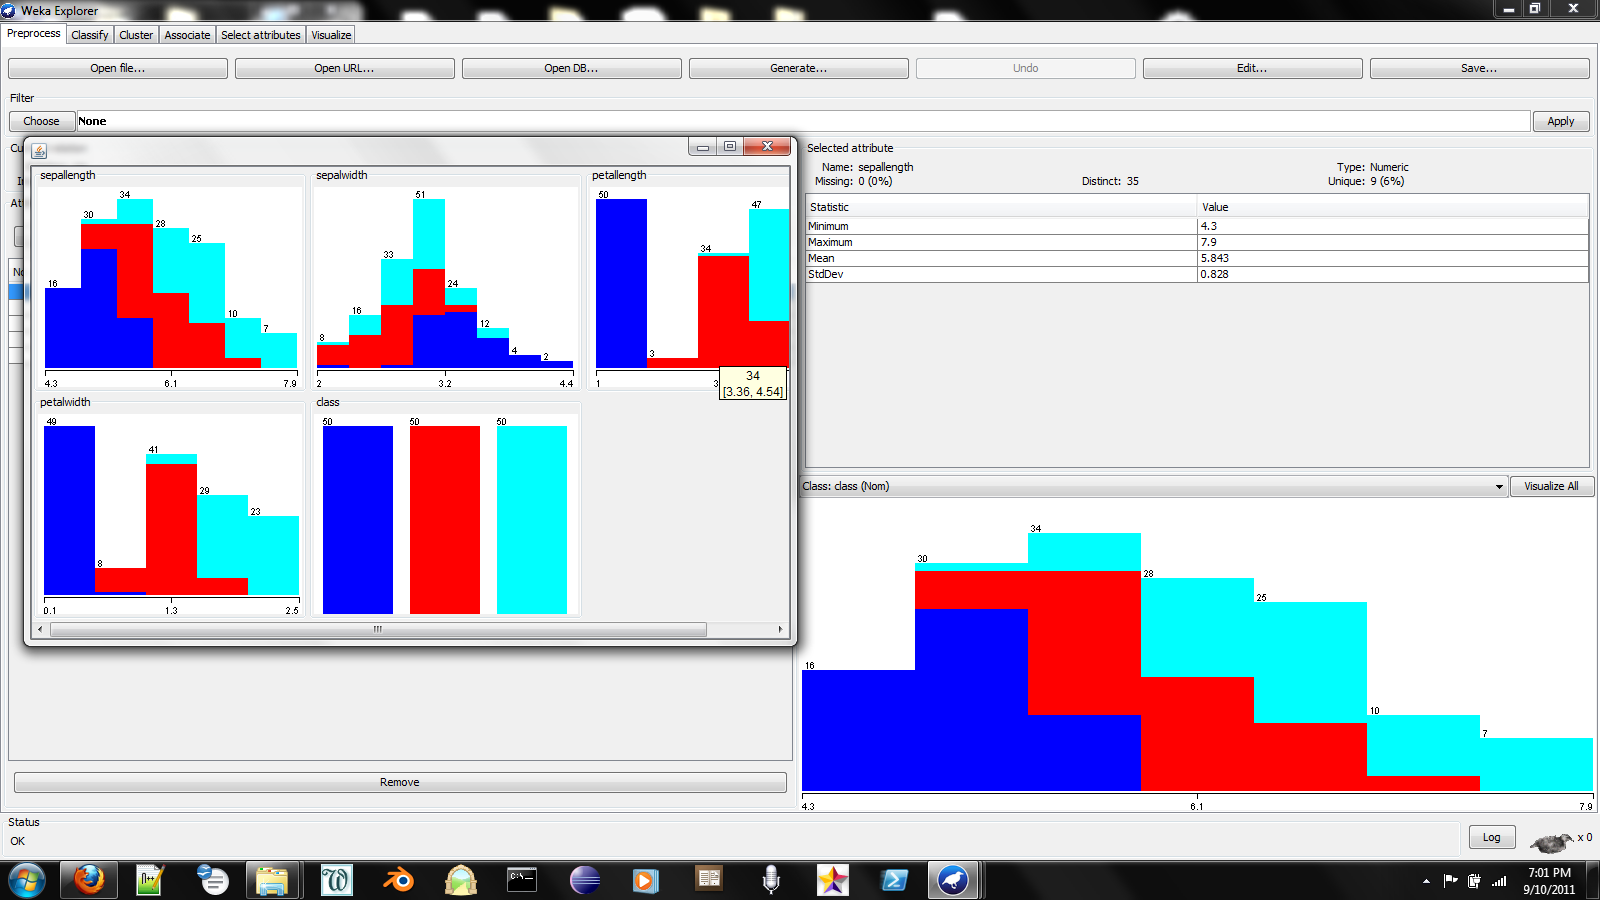 Weka Explorer
Preprocess Classify Cluster Associate Select attributes Visualize
Open file... Open URL... Open DB... Generate... Undo Edit... Save...
Filter
Choose None Apply
Cu
In
At
No
sepallength
16 30 34 28 25 10 7
4.3 6.1 7.9
sepalwidth
8 16 33 51 24 12 4 2
2 3.2 4.4
petallength
50 3 34 47
1 3
34
[3.36, 4.54]
petalwidth
49 8 41 29 23
0.1 1.3 2.5
class
50 50 50
Remove
Selected attribute
Name: sepallength Type: Numeric
Missing: 0 (0%) Distinct: 35 Unique: 9 (6%)
Statistic Value
Minimum 4.3
Maximum 7.9
Mean 5.843
StdDev 0.828
Class: class (Nom) Visualize All
16 30 34 28 25 10 7
4.3 6.1 7.9
Status
OK
Log x 0
n++
W
C:\-
7:01 PM
9/10/2011